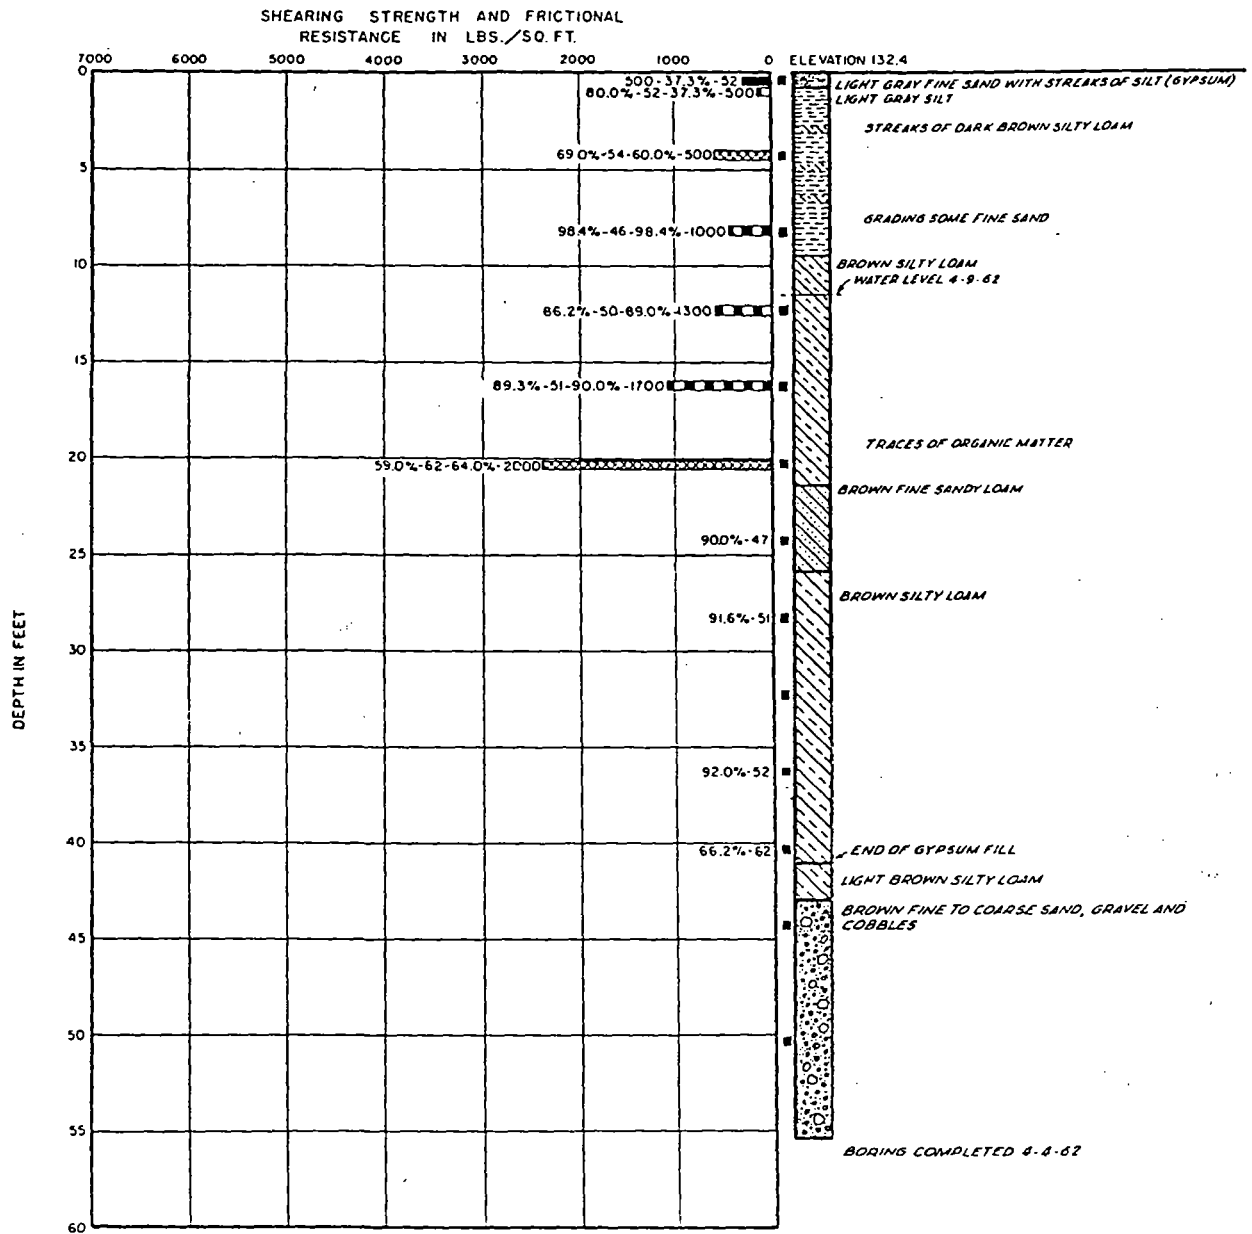 SHEARING STRENGTH AND FRICTIONAL
RESISTANCE IN LBS./SQ. FT.
7000 6000 5000 4000 3000 2000 1000 0 ELEVATION 132.4
0
500-37.3%-52
LIGHT GRAY FINE SAND WITH STREAKS OF SILT (GYPSUM)
80.0%-52-37.3%-500
LIGHT GRAY SILT
STREAKS OF DARK BROWN SILTY LOAM
69.0%-54-60.0%-500
5
GRADING SOME FINE SAND
98.4%-46-98.4%-1000
10
BROWN SILTY LOAM
WATER LEVEL 4-9-62
86.2%-50-89.0%-1300
15
89.3%-51-90.0%-1700
TRACES OF ORGANIC MATTER
20
59.0%-62-64.0%-2000
BROWN FINE SANDY LOAM
90.0%-47
25
BROWN SILTY LOAM
91.6%-51
30
DEPTH IN FEET
35
92.0%-52
40
66.2%-62
END OF GYPSUM FILL
LIGHT BROWN SILTY LOAM
BROWN FINE TO COARSE SAND, GRAVEL AND
COBBLES
45
50
55
BORING COMPLETED 4-4-62
60